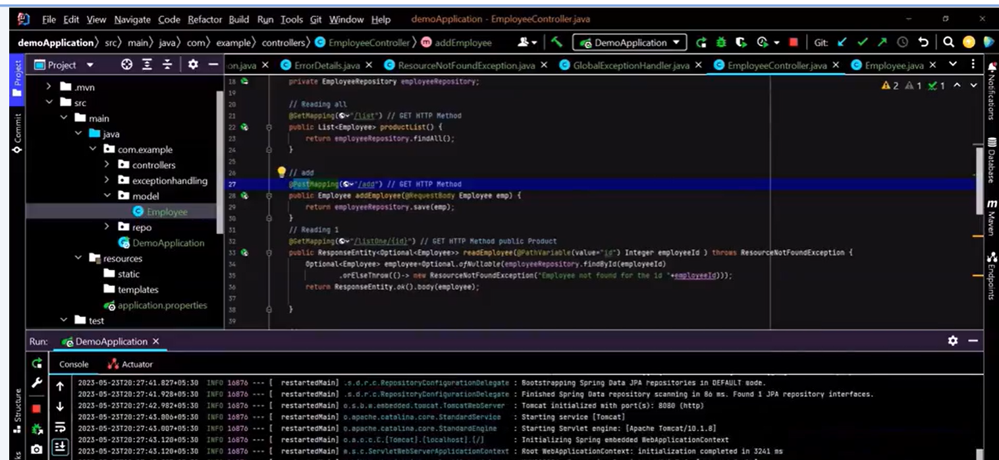 File Edit View Navigate Code Refactor Build Run Tools Git Window Help demoApplication - EmployeeController.java
demoApplication src main java com example controllers EmployeeController addEmployee DemoApplication Git:
Project
ion.java ErrorDetails.java ResourceNotFoundException.java GlobalExceptionHandler.java EmployeeController.java Employee.java
Project
Commit
Structure
.mvn
src
main
java
com.example
controllers
exceptionhandling
model
Employee
repo
DemoApplication
resources
static
templates
application.properties
test
2 1 1
18 private EmployeeRepository employeeRepository;
19
20 // Reading all
21 @GetMapping("/list") // GET HTTP Method
22 public List<Employee> productList() {
23 return employeeRepository.findAll();
24 }
25
26 // add
27 @PostMapping("/add") // GET HTTP Method
28 public Employee addEmployee(@RequestBody Employee emp) {
29 return employeeRepository.save(emp);
30 }
31 // Reading 1
32 @GetMapping("/listOne/{id}") // GET HTTP Method public Product
33 public ResponseEntity<Optional<Employee>> readEmployee(@PathVariable(value="id") Integer employeeId ) throws ResourceNotFoundException {
34 Optional<Employee> employee=Optional.ofNullable(employeeRepository.findById(employeeId)
35 .orElseThrow(()-> new ResourceNotFoundException("Employee not found for the id "+employeeId)));
36 return ResponseEntity.ok().body(employee);
37
38 }
39
Notifications
Database
m Maven
Endpoints
Run: DemoApplication
Console Actuator
2023-05-23T20:27:41.827+05:30 INFO 16876 --- [ restartedMain] .s.d.r.c.RepositoryConfigurationDelegate : Bootstrapping Spring Data JPA repositories in DEFAULT mode.
2023-05-23T20:27:41.928+05:30 INFO 16876 --- [ restartedMain] .s.d.r.c.RepositoryConfigurationDelegate : Finished Spring Data repository scanning in 86 ms. Found 1 JPA repository interfaces.
2023-05-23T20:27:42.982+05:30 INFO 16876 --- [ restartedMain] o.s.b.w.embedded.tomcat.TomcatWebServer : Tomcat initialized with port(s): 8080 (http)
2023-05-23T20:27:43.006+05:30 INFO 16876 --- [ restartedMain] o.apache.catalina.core.StandardService : Starting service [Tomcat]
2023-05-23T20:27:43.007+05:30 INFO 16876 --- [ restartedMain] o.apache.catalina.core.StandardEngine : Starting Servlet engine: [Apache Tomcat/10.1.8]
2023-05-23T20:27:43.120+05:30 INFO 16876 --- [ restartedMain] o.a.c.c.C.[Tomcat].[localhost].[/] : Initializing Spring embedded WebApplicationContext
2023-05-23T20:27:43.120+05:30 INFO 16876 --- [ restartedMain] w.s.c.ServletWebServerApplicationContext : Root WebApplicationContext: initialization completed in 3241 ms